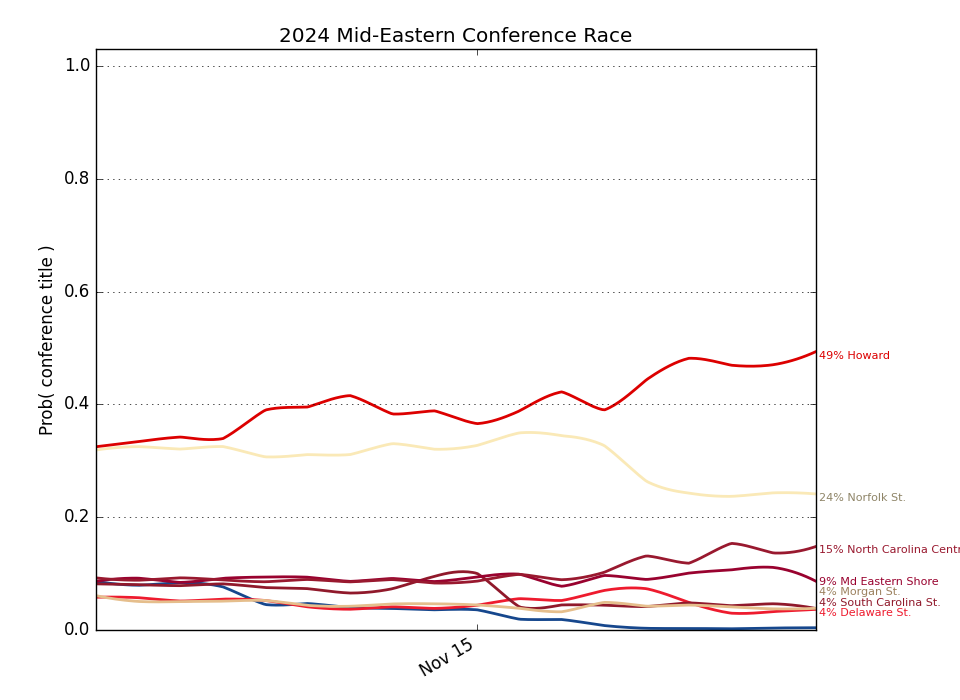 2024 Mid-Eastern Conference Race
Prob( conference title )
1.0
0.8
0.6
0.4
0.2
0.0
Nov 15
49% Howard
24% Norfolk St.
15% North Carolina Centr
9% Md Eastern Shore
4% Morgan St.
4% South Carolina St.
4% Delaware St.